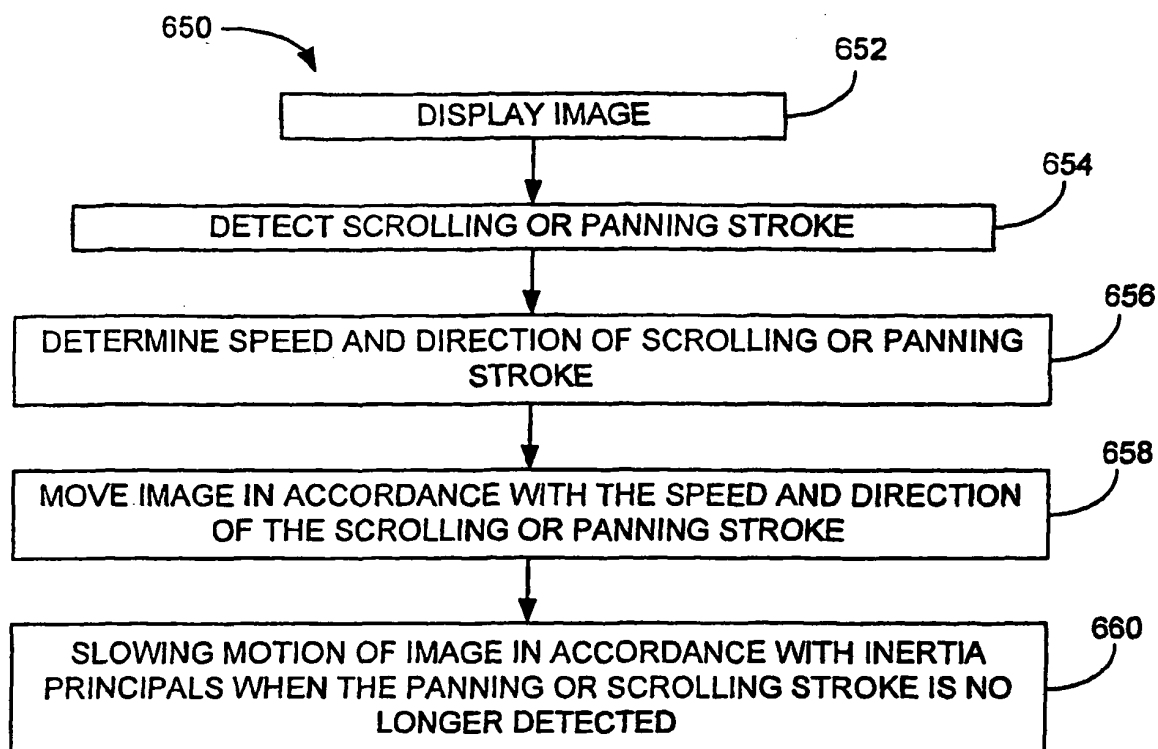 650
652
DISPLAY IMAGE
654
DETECT SCROLLING OR PANNING STROKE
656
DETERMINE SPEED AND DIRECTION OF SCROLLING OR PANNING
STROKE
658
MOVE IMAGE IN ACCORDANCE WITH THE SPEED AND DIRECTION
OF THE SCROLLING OR PANNING STROKE
660
SLOWING MOTION OF IMAGE IN ACCORDANCE WITH INERTIA
PRINCIPALS WHEN THE PANNING OR SCROLLING STROKE IS NO
LONGER DETECTED